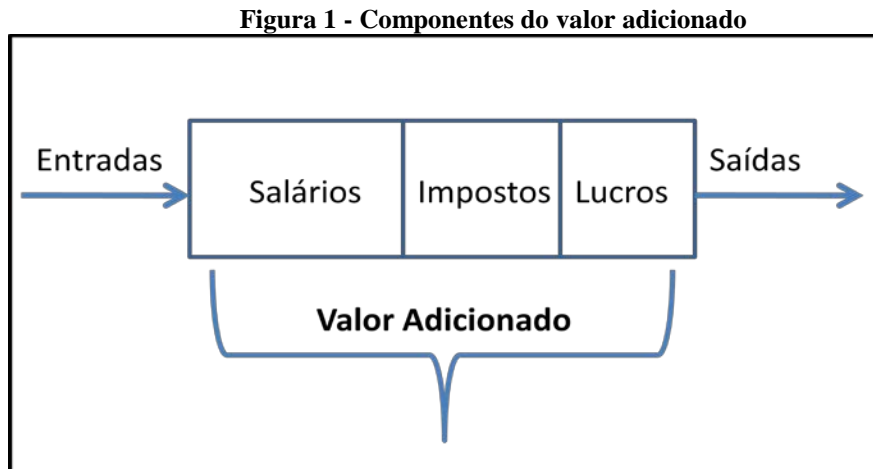 Figura 1 - Componentes do valor adicionado
Entradas
Salários
Impostos
Lucros
Saídas
Valor Adicionado